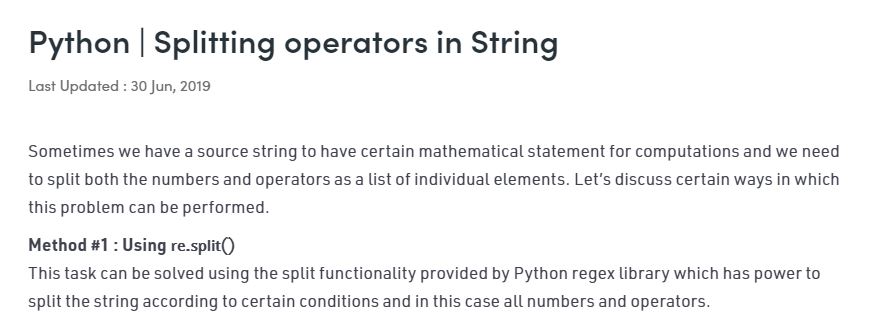 Python | Splitting operators in String
Last Updated : 30 Jun, 2019
Sometimes we have a source string to have certain mathematical statement for computations and we need
to split both the numbers and operators as a list of individual elements. Let’s discuss certain ways in which
this problem can be performed.
Method #1 : Using re.split()
This task can be solved using the split functionality provided by Python regex library which has power to
split the string according to certain conditions and in this case all numbers and operators.